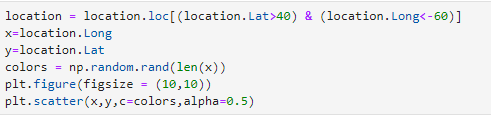 location = location.loc[(location.Lat>40) & (location.Long<-60)]
x=location.Long
y=location.Lat
colors = np.random.rand(len(x))
plt.figure(figsize = (10,10))
plt.scatter(x,y,c=colors,alpha=0.5)